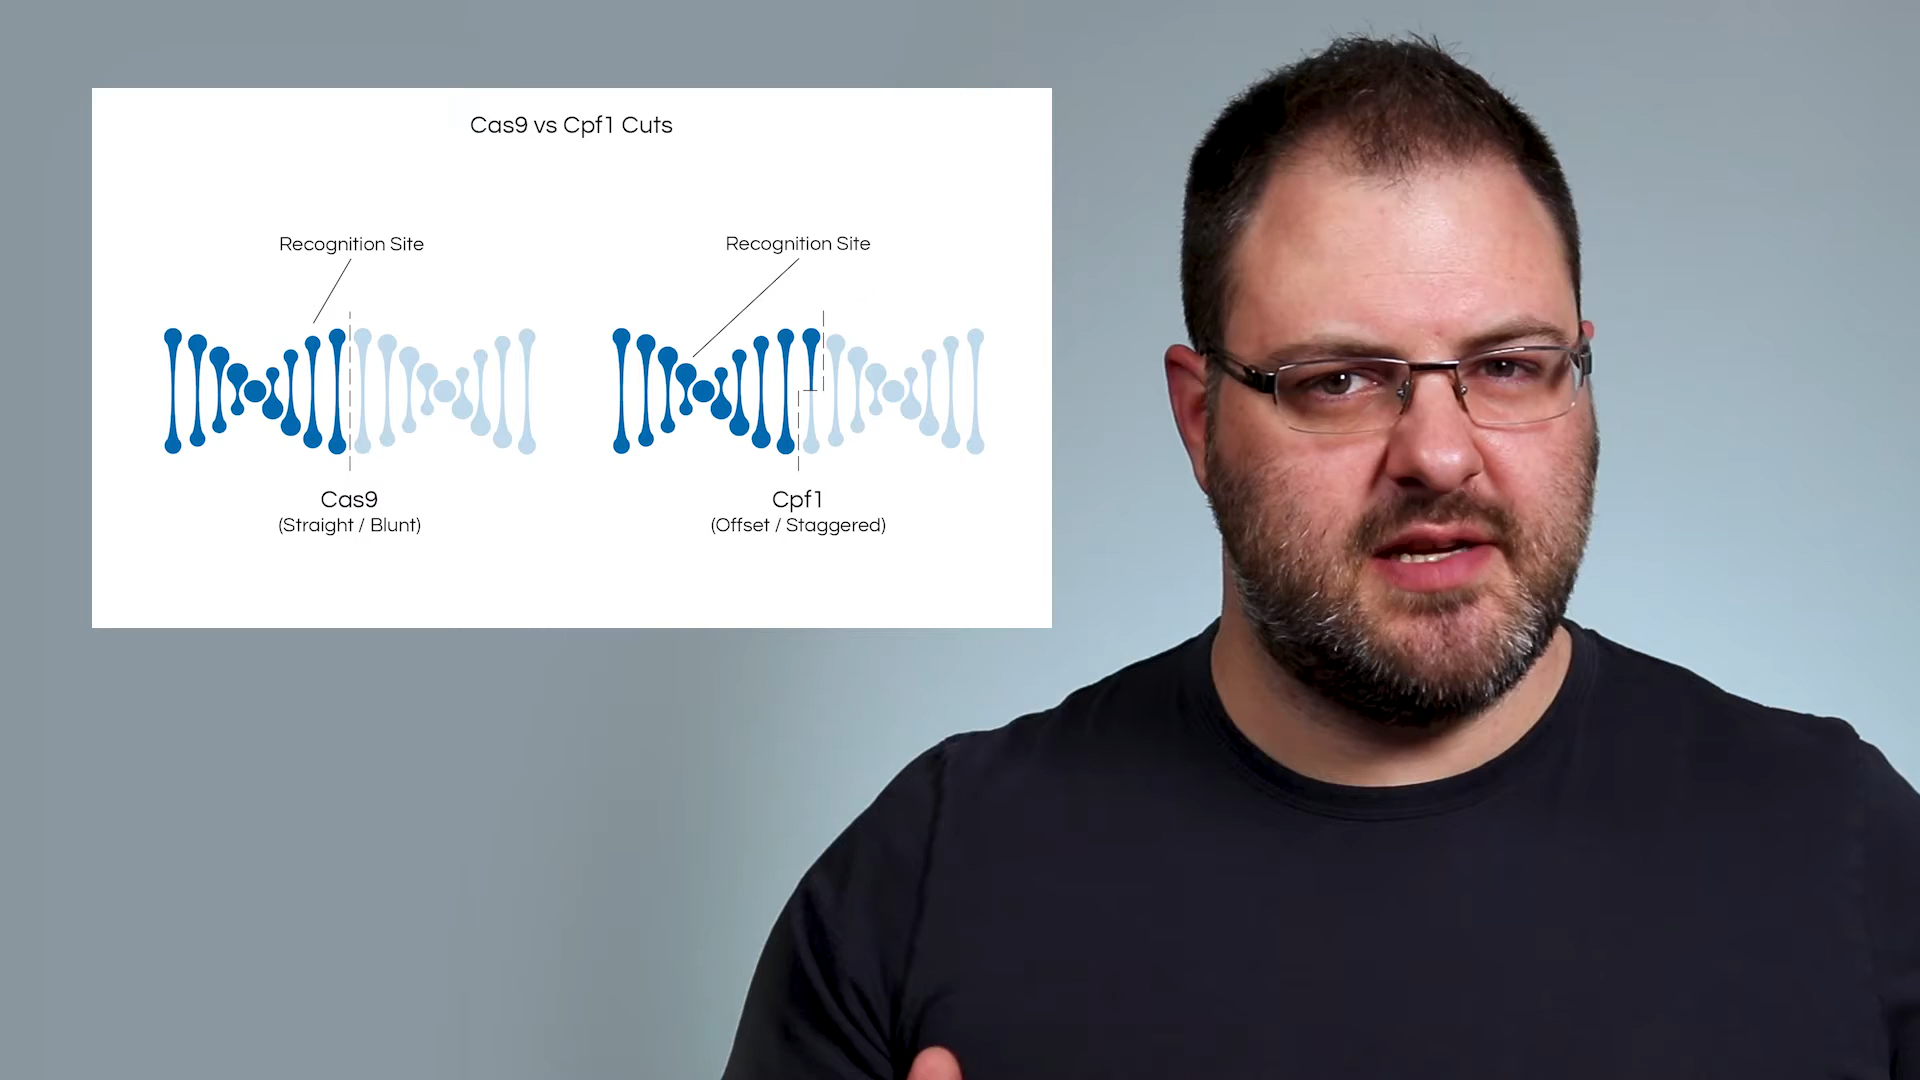 Cas9 vs Cpf1 Cuts
Recognition Site
Recognition Site
Cas9
(Straight / Blunt)
Cpf1
(Offset / Staggered)